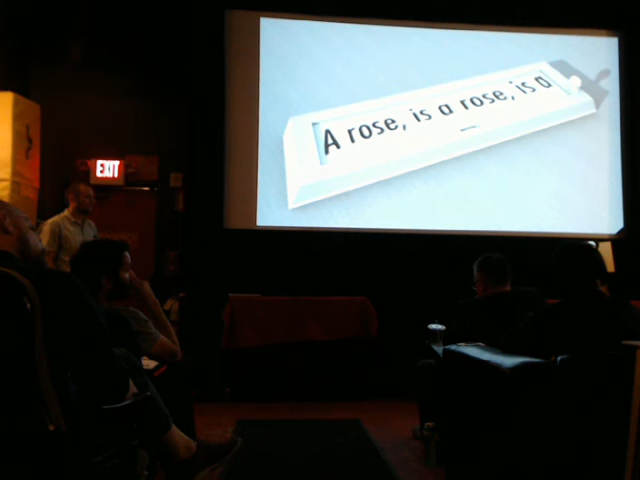 A rose, is a rose, is a
EXIT